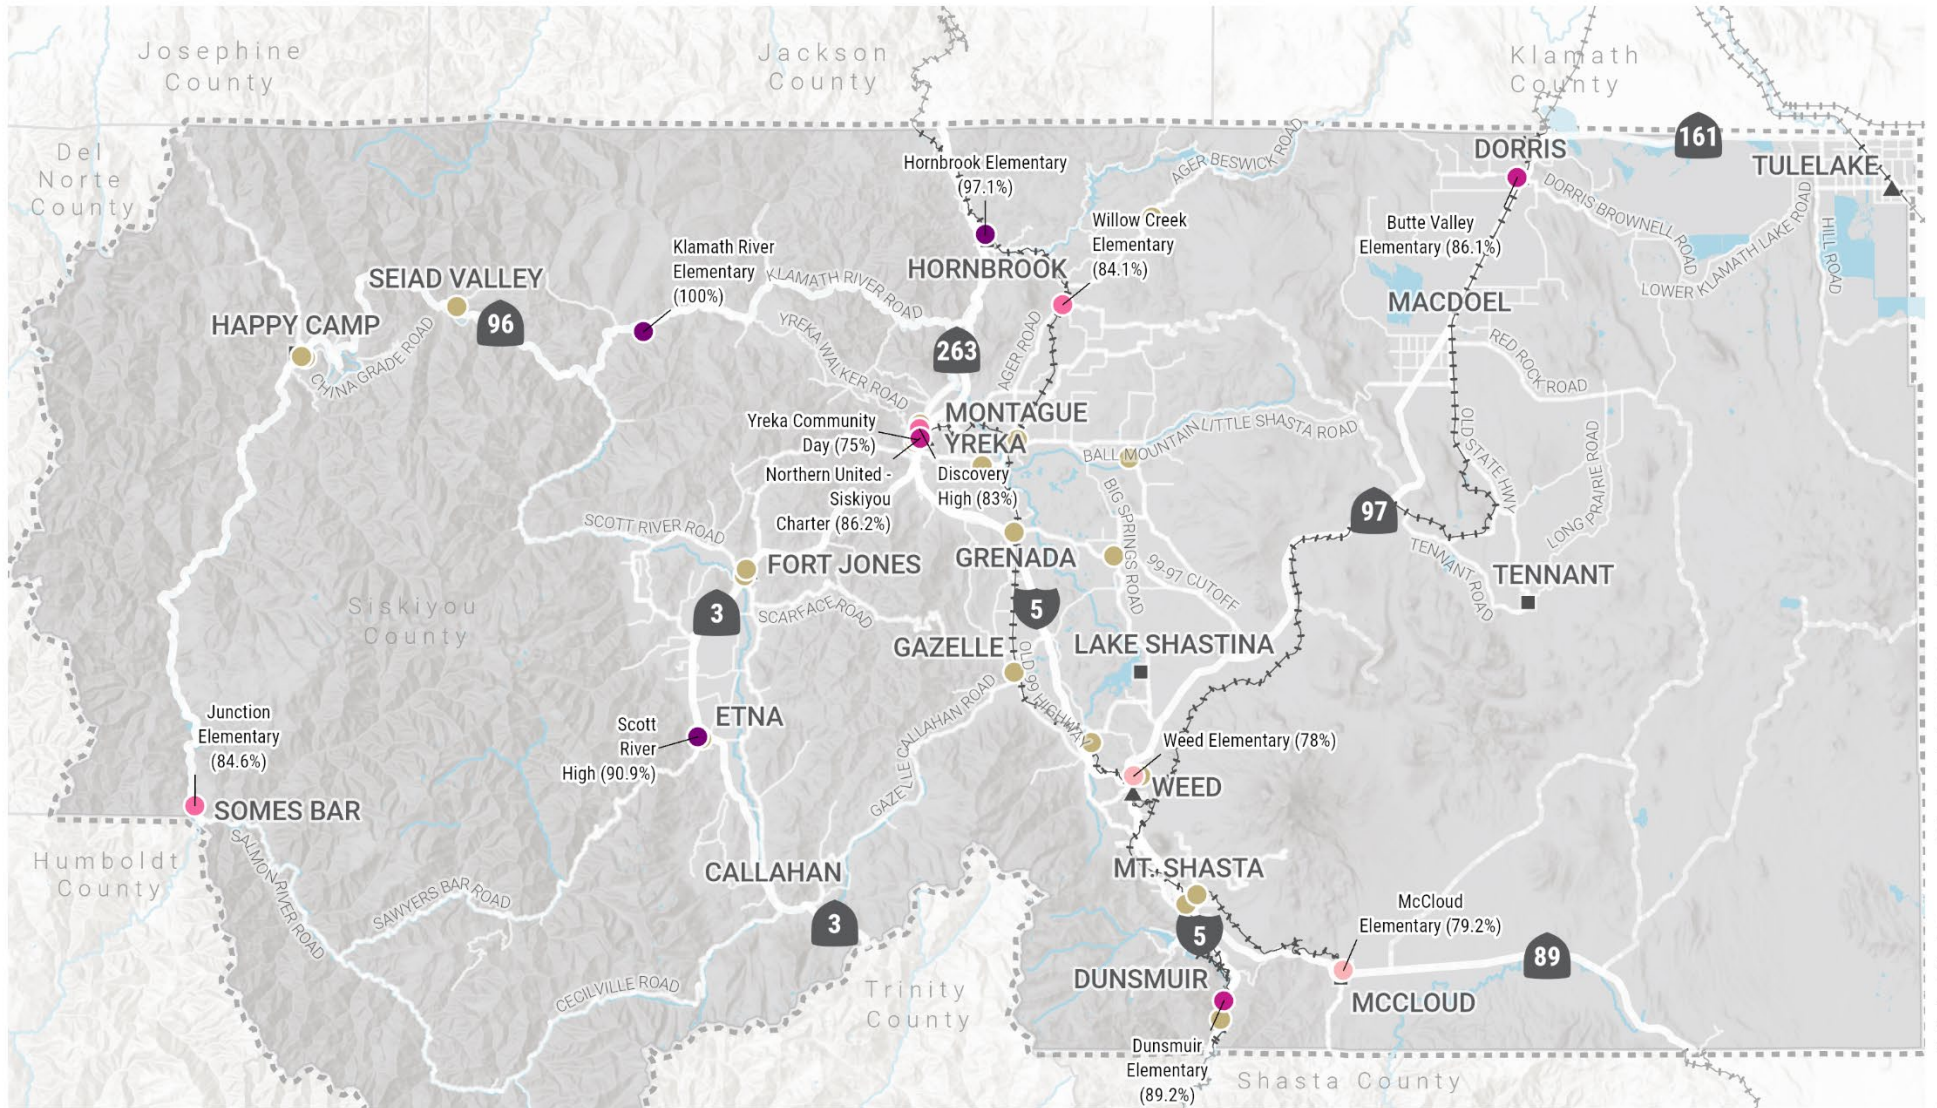 Josephine
County
Jackson
County
Klamath
County
Del
Norte
County
161
DORRIS
TULELAKE
Hornbrook Elementary
(97.1%)
AGER BESWICK ROAD
DORRIS BROWNELL ROAD
LOWER KLAMATH LAKE ROAD
HILL ROAD
Willow Creek
Elementary
(84.1%)
Butte Valley
Elementary (86.1%)
Klamath River
Elementary
(100%)
KLAMATH RIVER ROAD
HORNBROOK
SEIAD VALLEY
MACDOEL
HAPPY CAMP
96
CHINA GRADE ROAD
YREKA WALKER ROAD
263
AGER ROAD
RED ROCK ROAD
Yreka Community
Day (75%)
MONTAGUE
YREKA
BALL MOUNTAIN LITTLE SHASTA ROAD
OLD STATE HWY
LONG PRAIRIE ROAD
Northern United -
Siskiyou
Charter (86.2%)
Discovery
High (83%)
BIG SPRINGS ROAD
97
SCOTT RIVER ROAD
FORT JONES
GRENADA
99-97 CUTOFF
TENNANT ROAD
TENNANT
Siskiyou
County
3
SCARFACE ROAD
5
GAZELLE
LAKE SHASTINA
OLD 99 HIGHWAY
GAZELLE CALLAHAN ROAD
Junction
Elementary
(84.6%)
Scott
River
High (90.9%)
ETNA
Weed Elementary (78%)
WEED
SOMES BAR
SALMON RIVER ROAD
Humboldt
County
CALLAHAN
MT. SHASTA
SAWYERS BAR ROAD
3
5
McCloud
Elementary (79.2%)
89
DUNSMUIR
CECILVILLE ROAD
Trinity
County
MCCLOUD
Dunsmuir
Elementary
(89.2%)
Shasta County